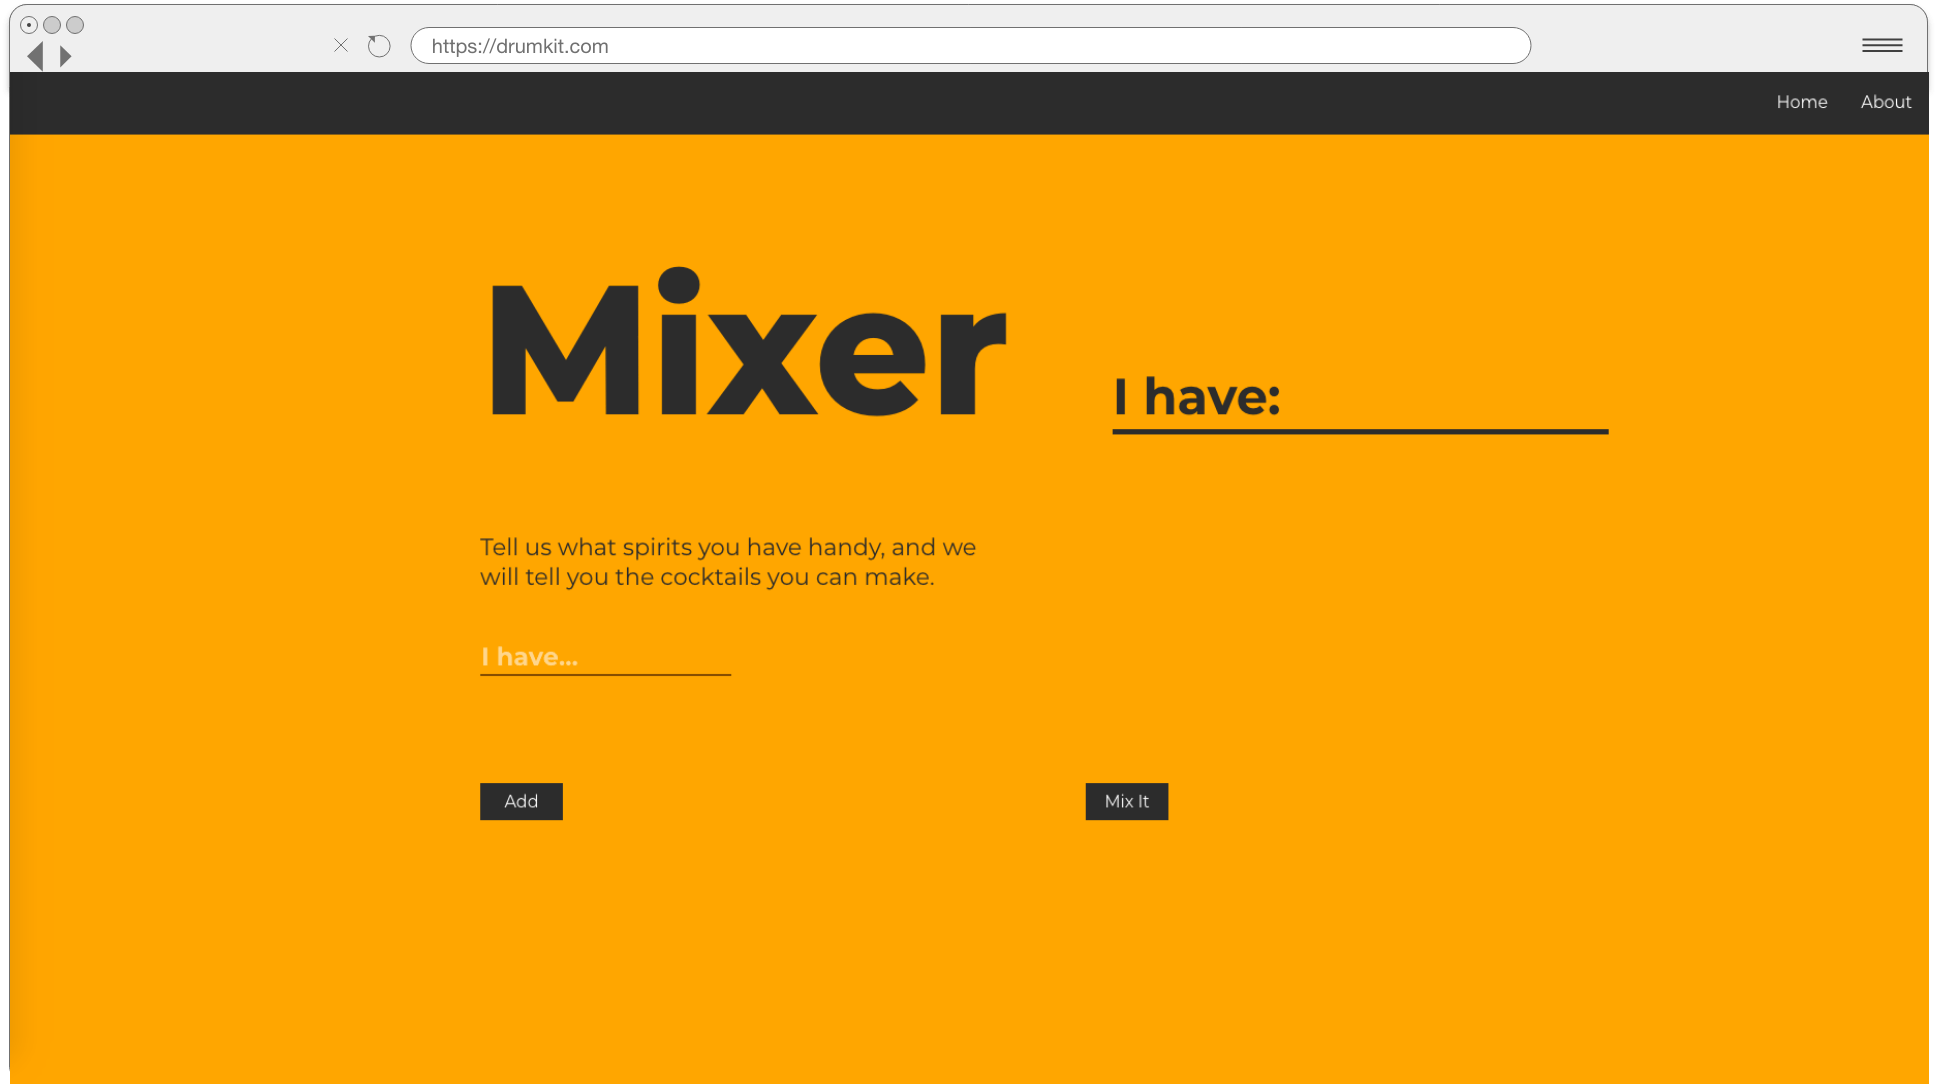 https://drumkit.com
Home About
Mixer
I have:
Tell us what spirits you have handy, and we
will tell you the cocktails you can make.
I have...
Add
Mix It